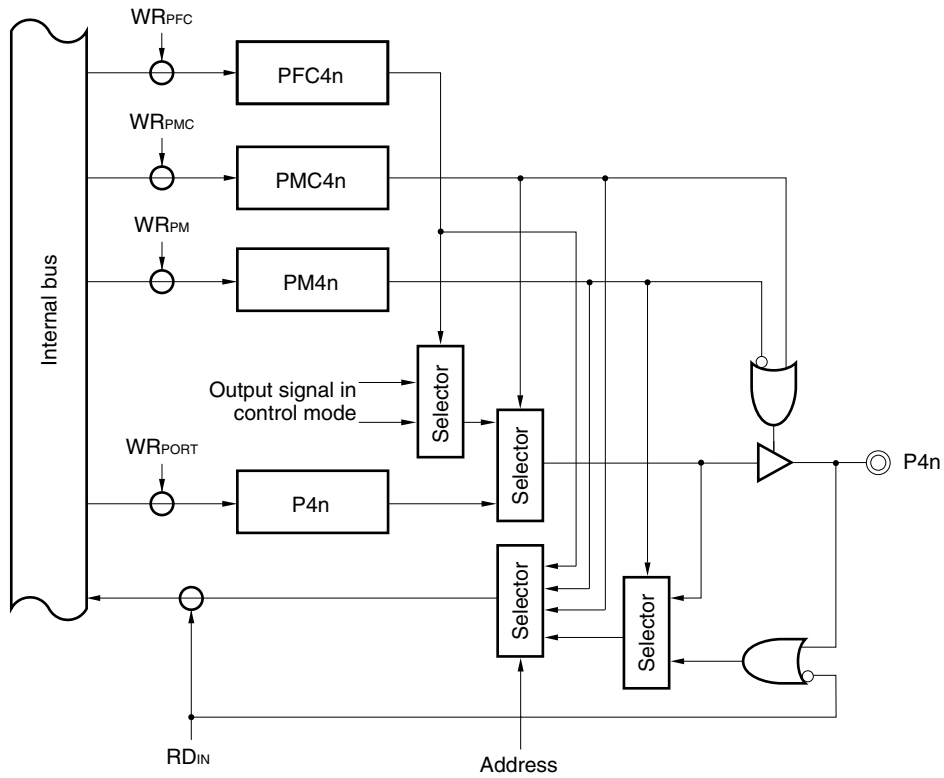 WRPFC
PFC4n
WRPMC
PMC4n
WRPM
PM4n
Internal bus
Output signal in
control mode
Selector
Selector
WRPORT
P4n
P4n
Selector
Selector
RDIN
Address